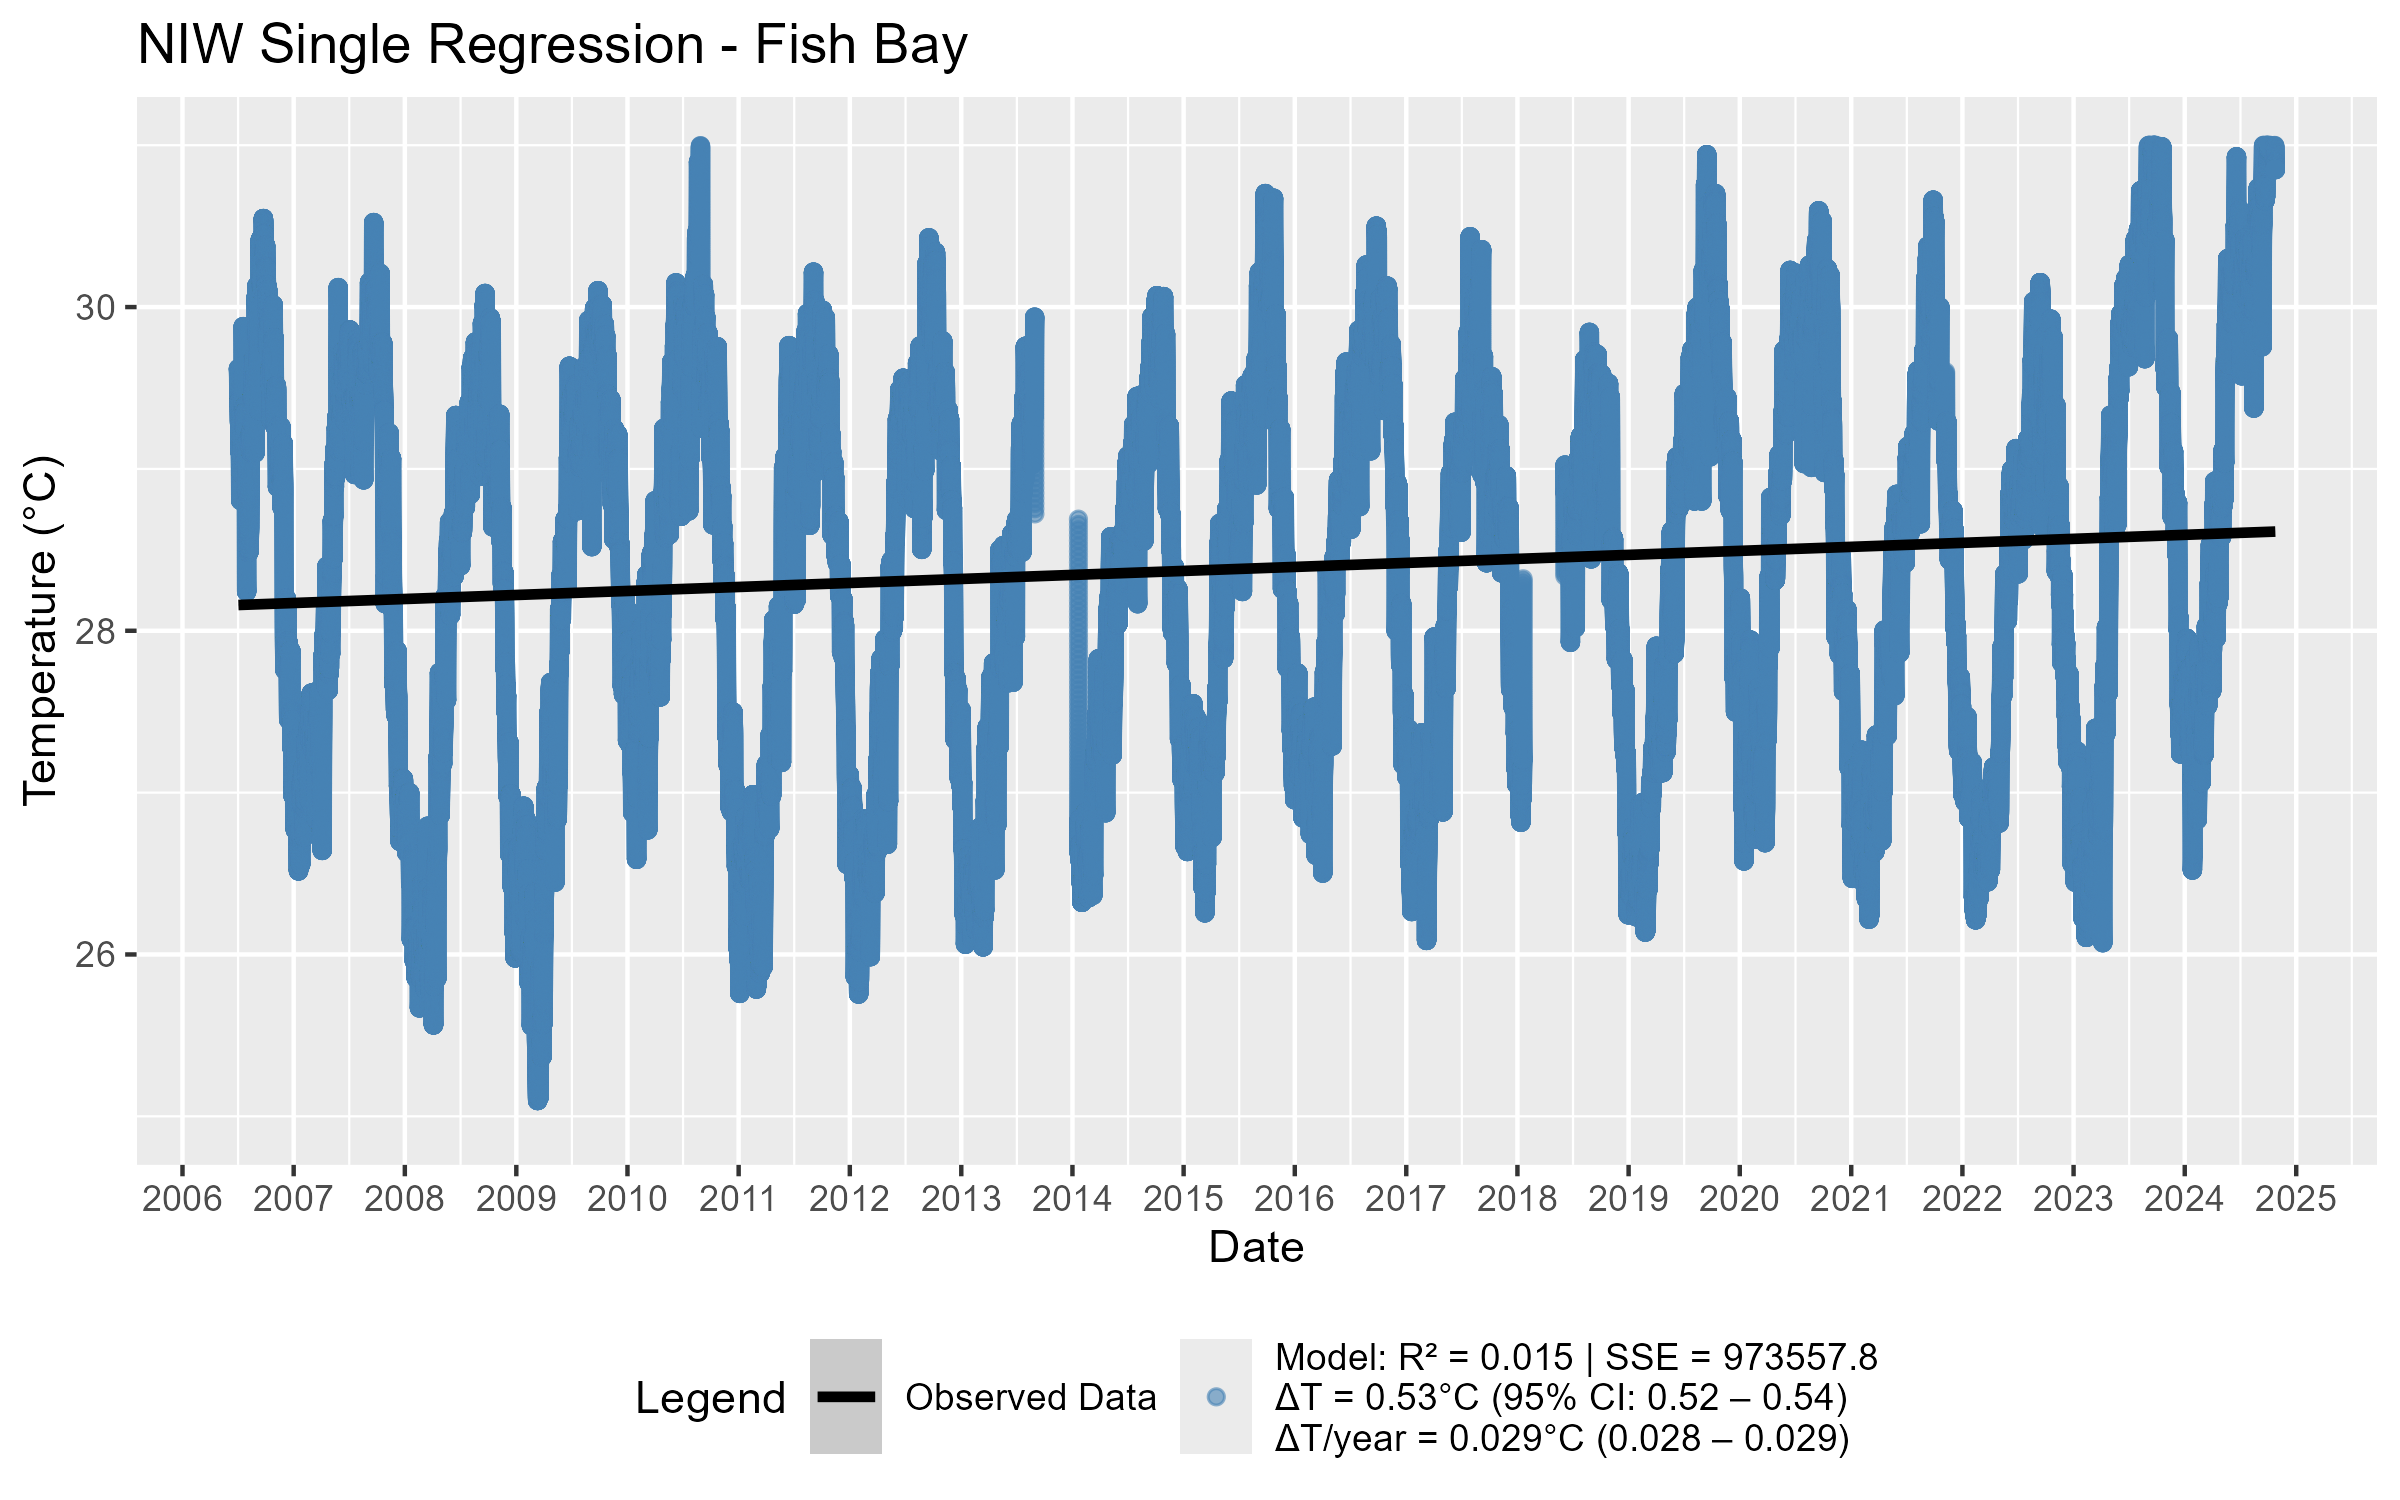 NIW Single Regression - Fish Bay
Temperature (°C)
30
28
26
2006 2007 2008 2009 2010 2011 2012 2013 2014 2015 2016 2017 2018 2019 2020 2021 2022 2023 2024 2025
Date
Legend
Observed Data
Model: R² = 0.015 | SSE = 973557.8
ΔT = 0.53°C (95% CI: 0.52 – 0.54)
ΔT/year = 0.029°C (0.028 – 0.029)